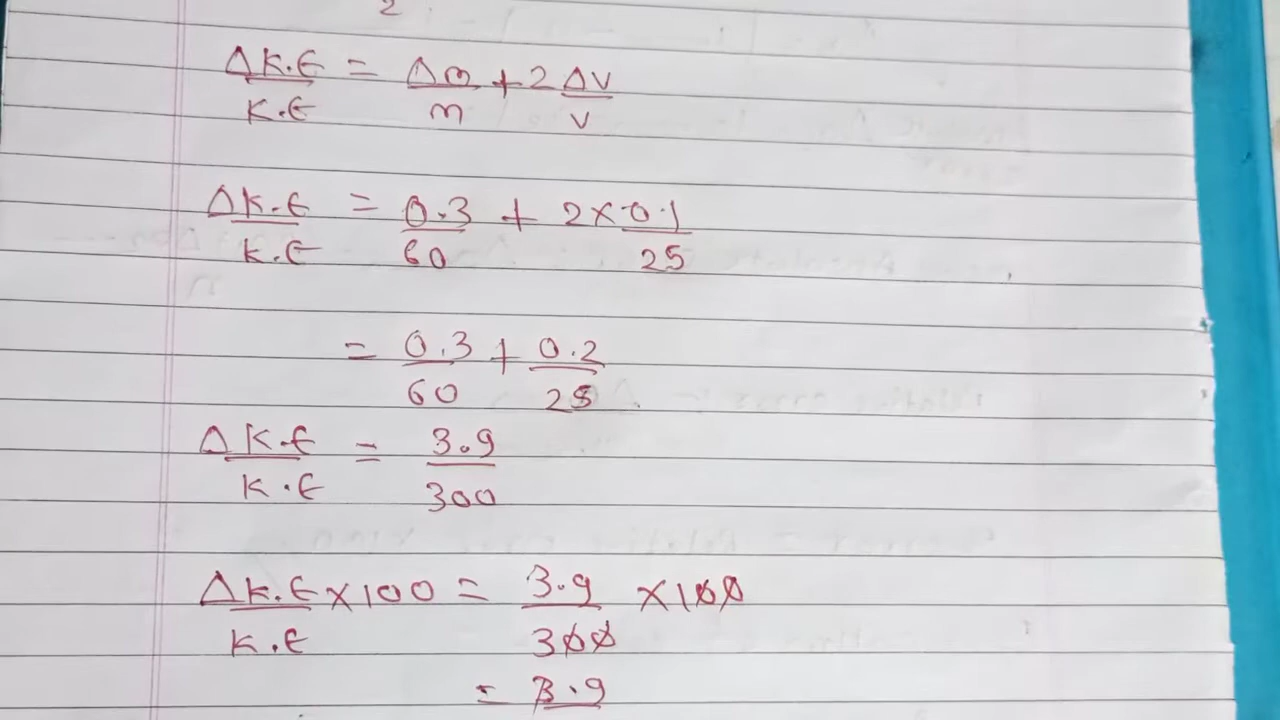 2
ΔK.E = Δm + 2 Δv
K.E m v
ΔK.E = 0.3 + 2×0.1
K.E 60 25
= 0.3 + 0.2
60 25
ΔK.E = 3.9
K.E 300
ΔK.E ×100 = 3.9 ×100
K.E 300
= 3.9